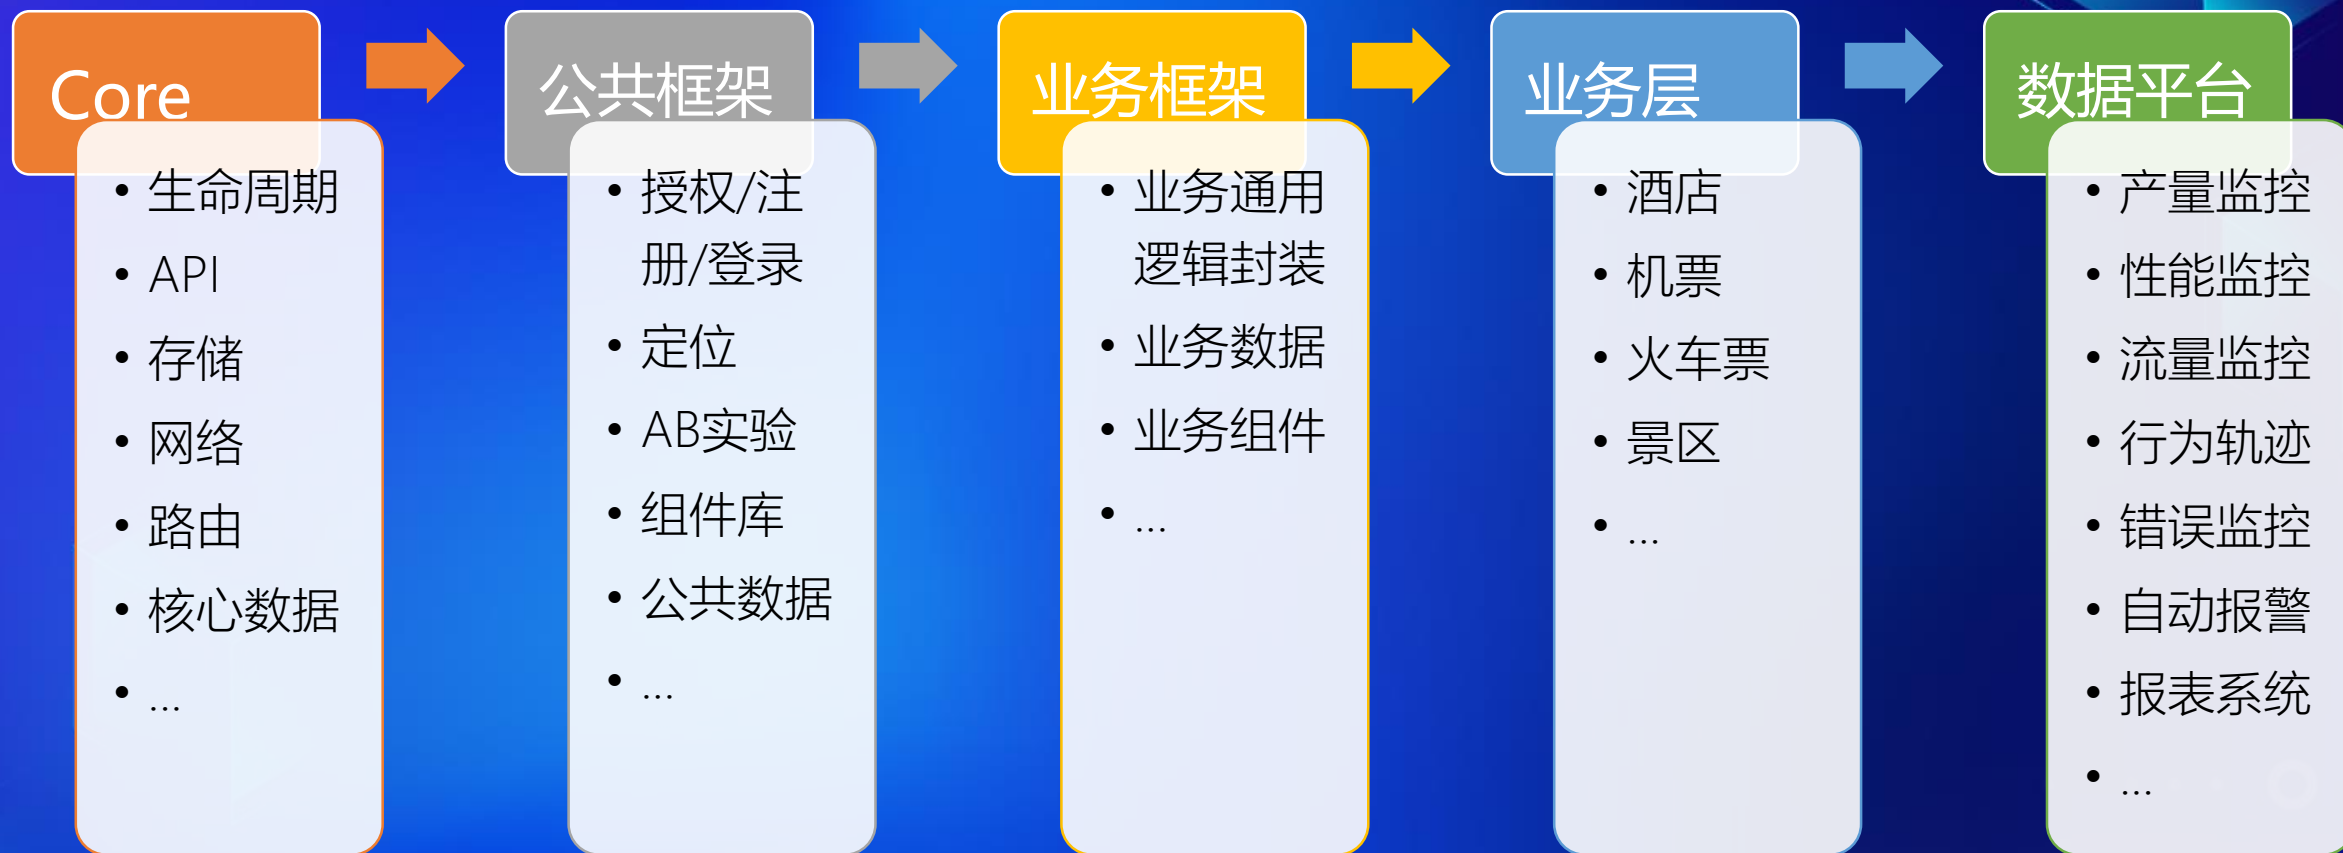 Core
• 生命周期
• API
• 存储
• 网络
• 路由
• 核心数据
• ...
公共框架
• 授权/注
册/登录
• 定位
• AB实验
• 组件库
• 公共数据
• ...
业务框架
• 业务通用
逻辑封装
• 业务数据
• 业务组件
• ...
业务层
• 酒店
• 机票
• 火车票
• 景区
• ...
数据平台
• 产量监控
• 性能监控
• 流量监控
• 行为轨迹
• 错误监控
• 自动报警
• 报表系统
• ...